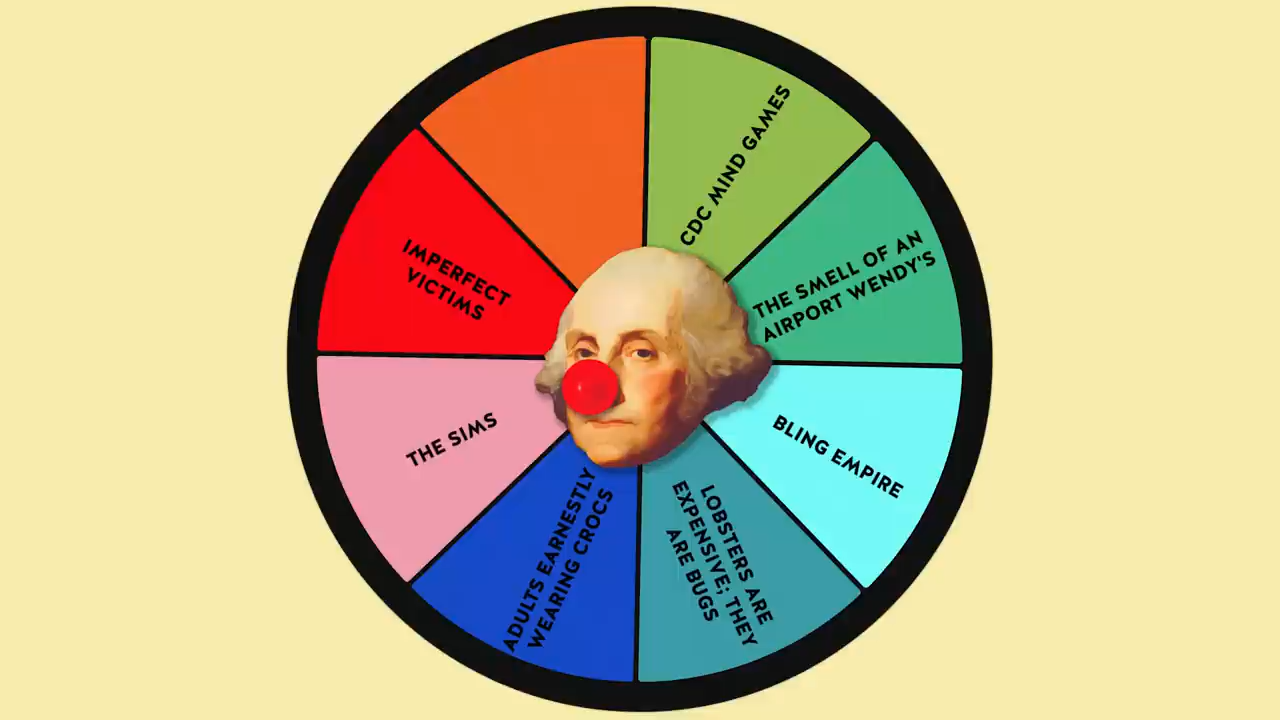 CDC MIND GAMES
THE SMELL OF AN
AIRPORT WENDY'S
BLING EMPIRE
LOBSTERS ARE
EXPENSIVE; THEY
ARE BUGS
ADULTS EARNESTLY
WEARING CROCS
THE SIMS
IMPERFECT
VICTIMS